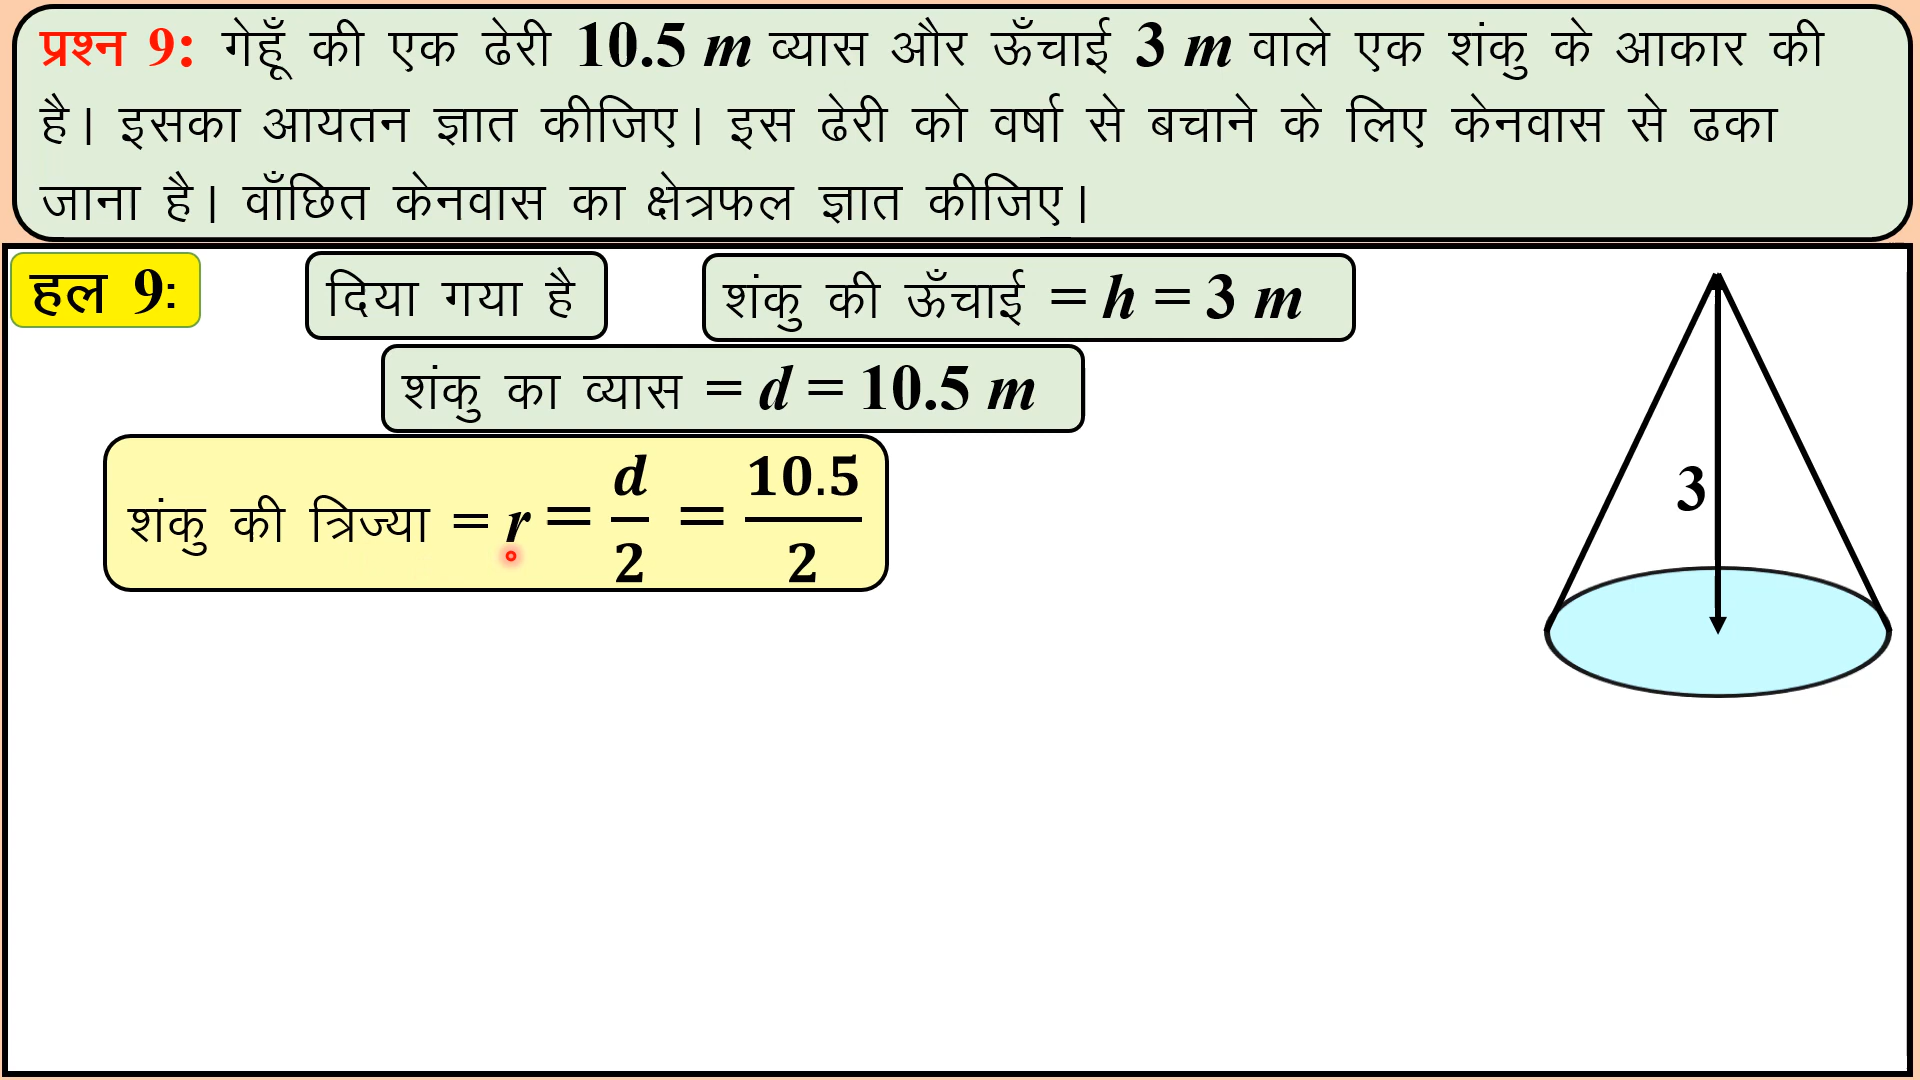 प्रश्न 9: गेहूँ की एक ढेरी 10.5 m व्यास और ऊँचाई 3 m वाले एक शंकु के आकार की
है। इसका आयतन ज्ञात कीजिए। इस ढेरी को वर्षा से बचाने के लिए केनवास से ढका
जाना है। वाँछित केनवास का क्षेत्रफल ज्ञात कीजिए।
हल 9:
दिया गया है
शंकु की ऊँचाई = h = 3 m
शंकु का व्यास = d = 10.5 m
शंकु की त्रिज्या = r = d/2 = 10.5/2
3